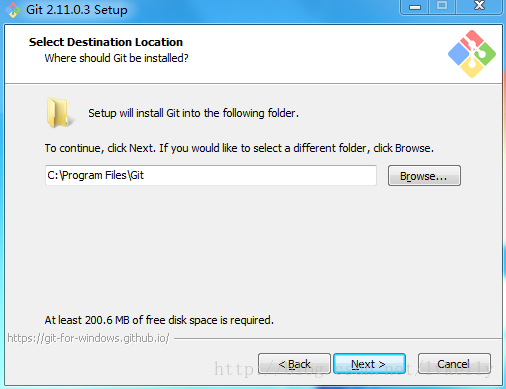 Git 2.11.0.3 Setup
Select Destination Location
Where should Git be installed?
Setup will install Git into the following folder.
To continue, click Next. If you would like to select a different folder, click Browse.
C:\Program Files\Git
Browse...
At least 200.6 MB of free disk space is required.
https://git-for-windows.github.io/
< Back
Next >
Cancel